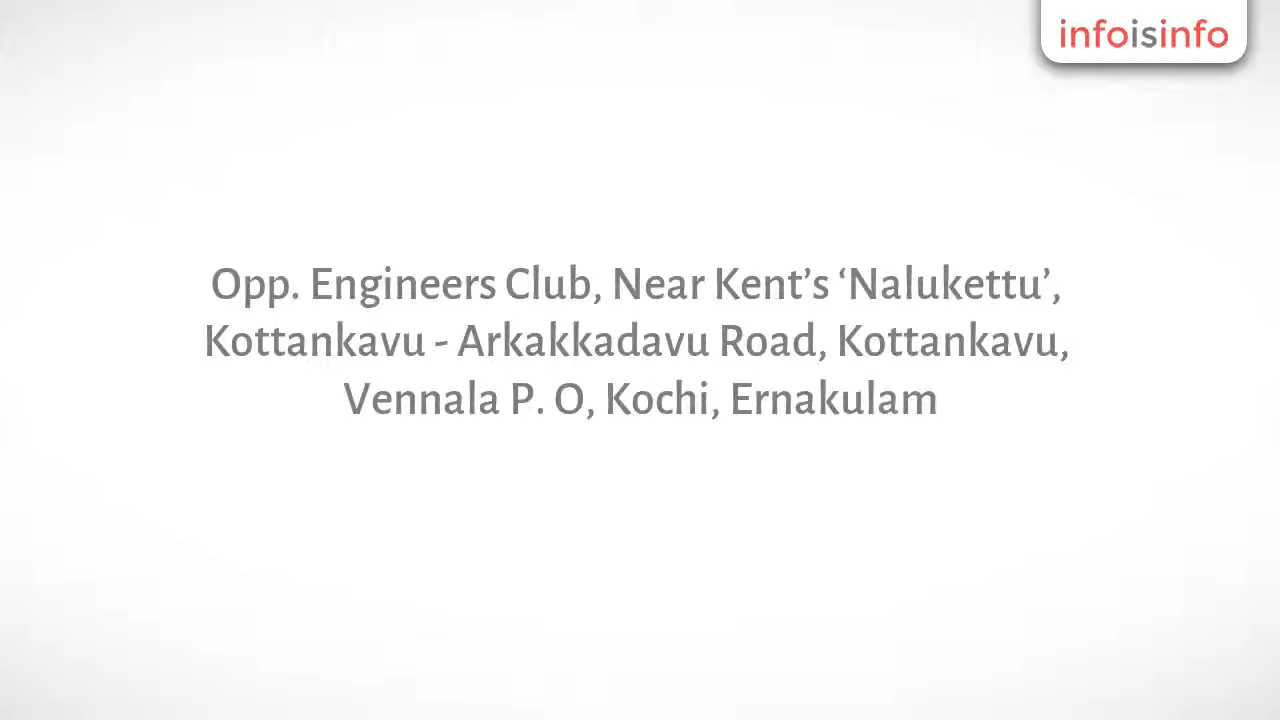 infoisinfo
Opp. Engineers Club, Near Kent’s ‘Nalukettu’,
Kottankavu - Arkakkadavu Road, Kottankavu,
Vennala P. O, Kochi, Ernakulam